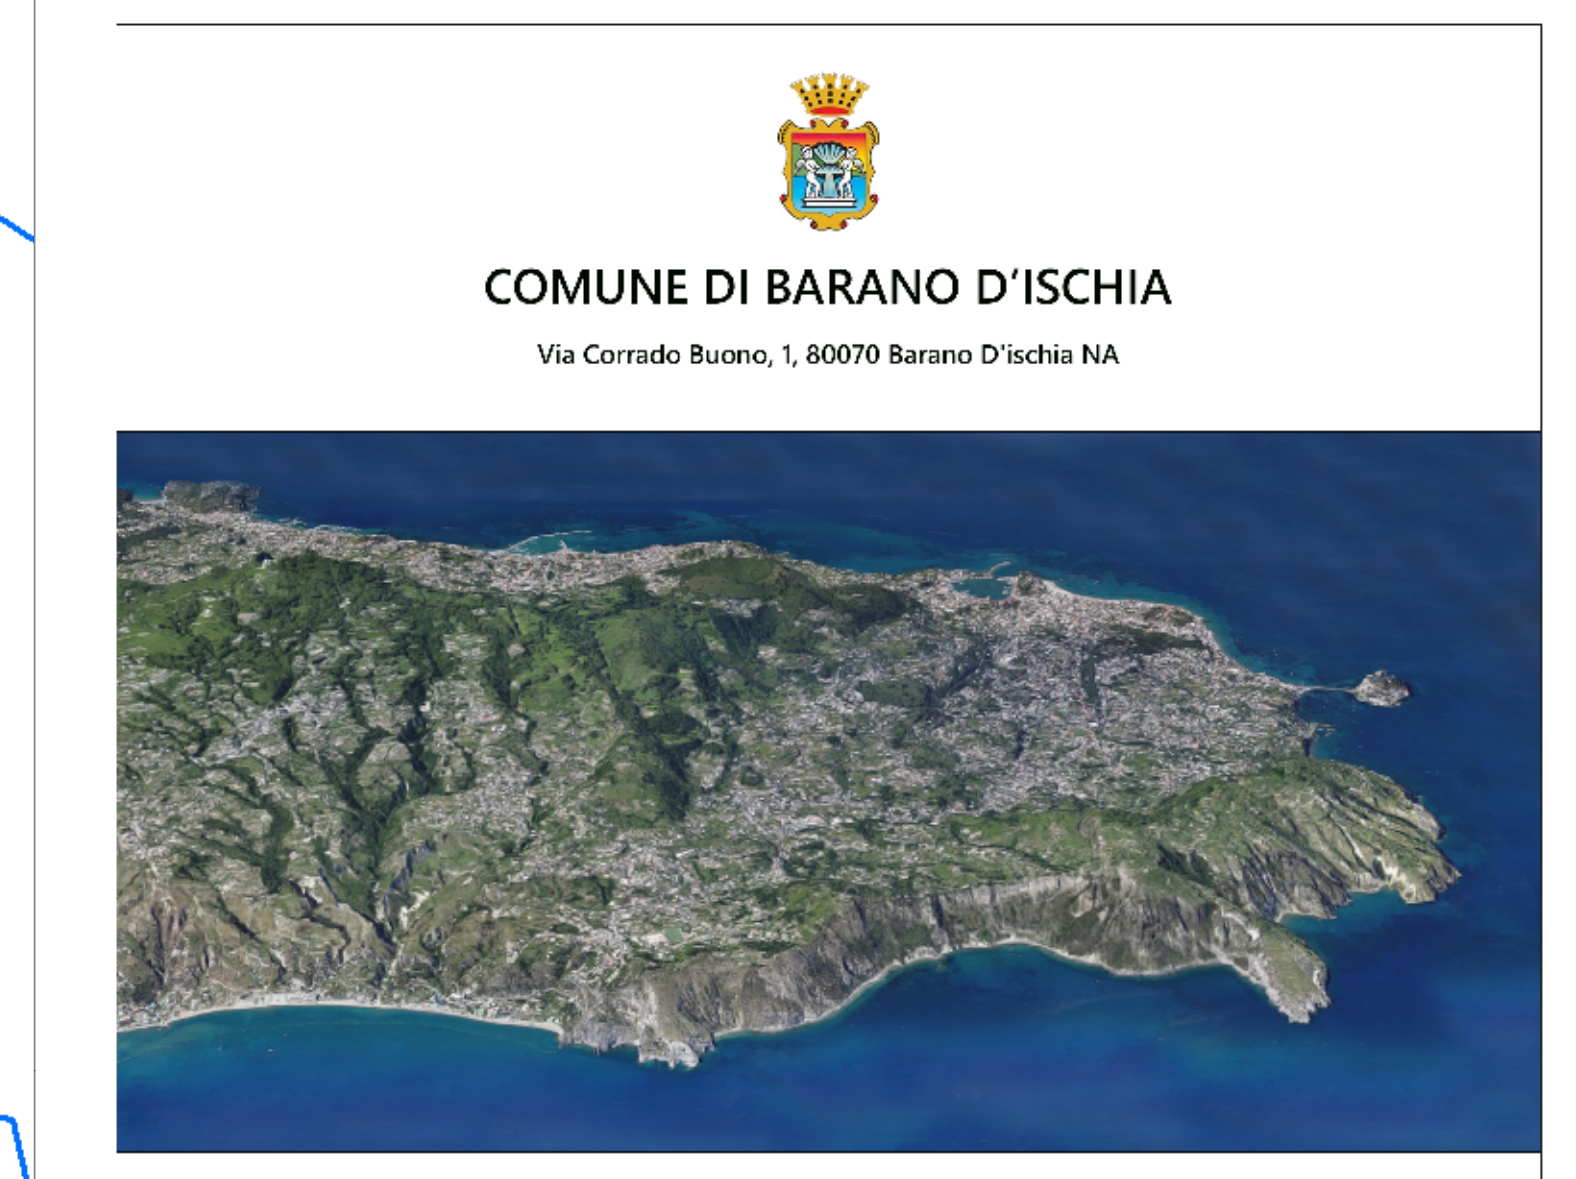 COMUNE DI BARANO D'ISCHIA
Via Corrado Buono, 1, 80070 Barano D'ischia NA